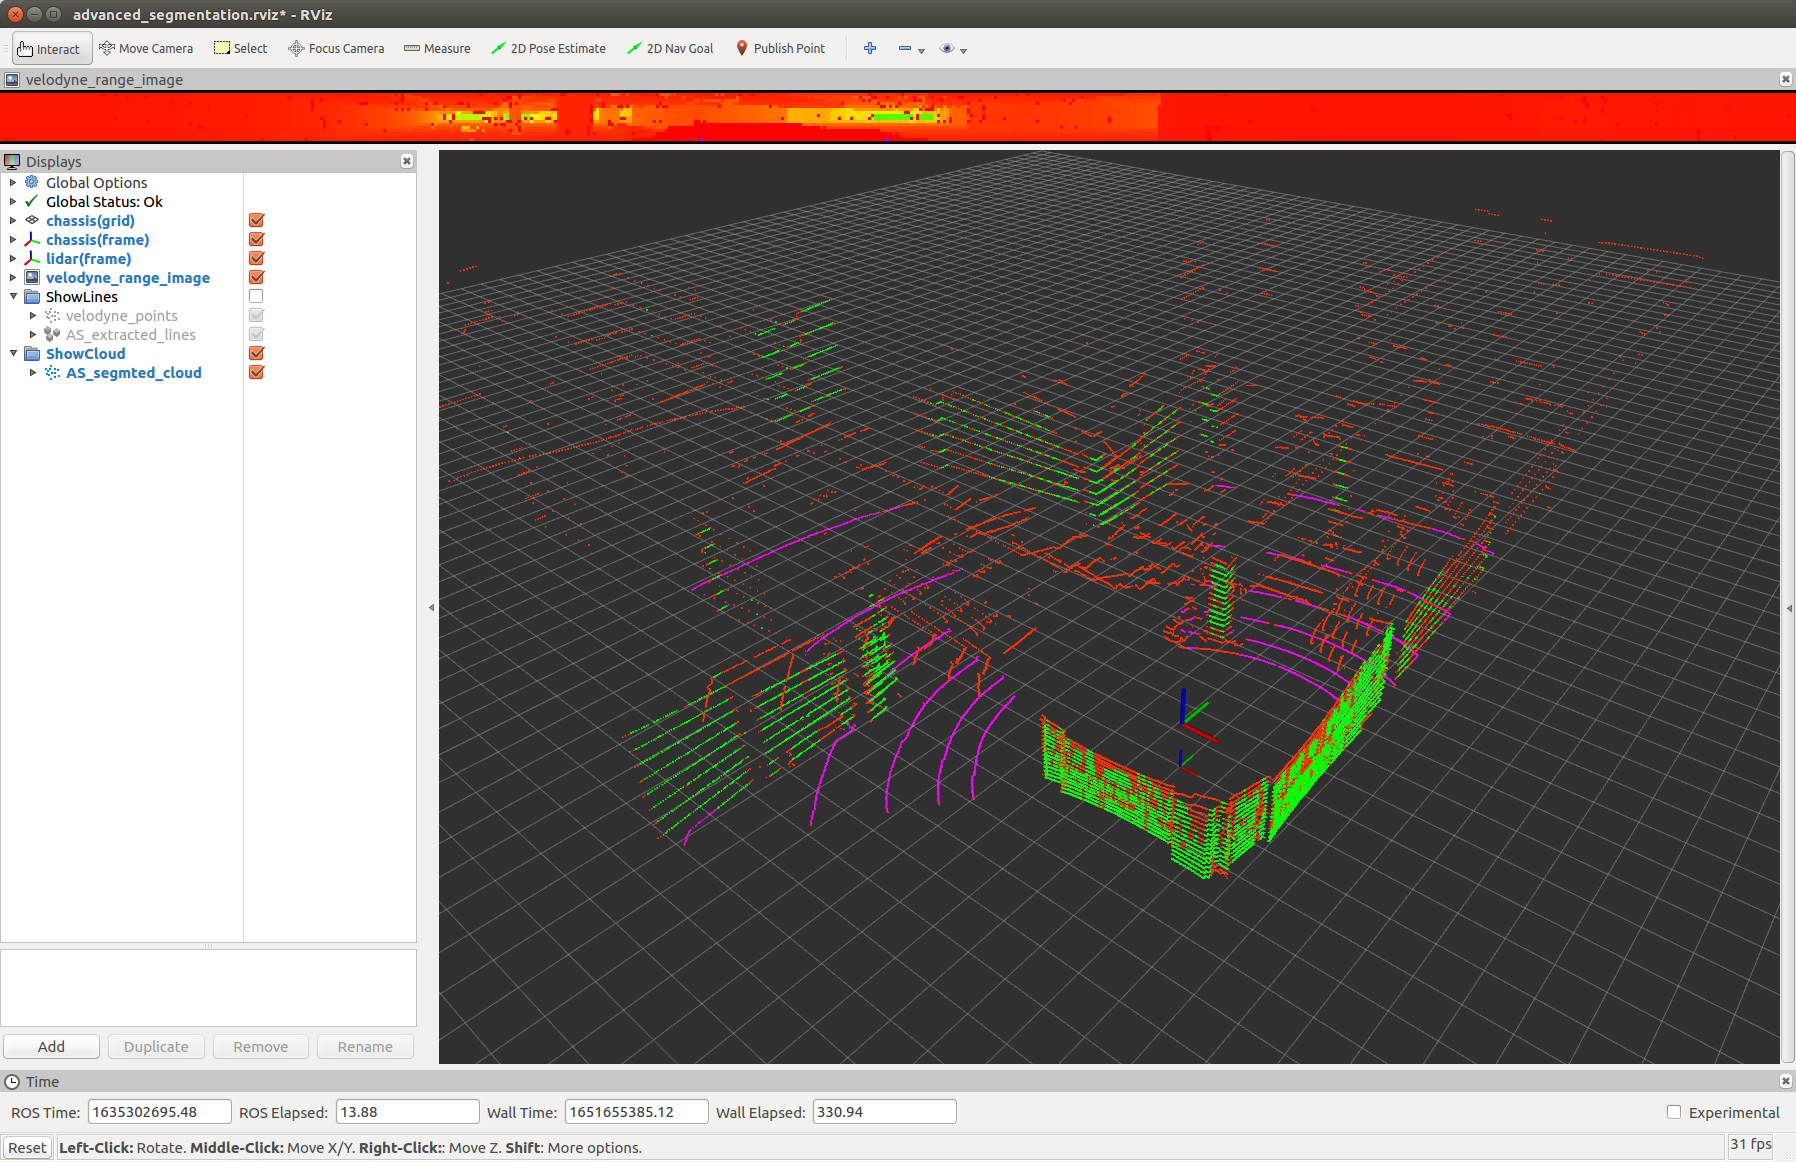 advanced_segmentation.rviz* - RViz
Interact Move Camera Select Focus Camera Measure 2D Pose Estimate 2D Nav Goal Publish Point
velodyne_range_image
Displays
Global Options
Global Status: Ok
chassis(grid)
chassis(frame)
lidar(frame)
velodyne_range_image
ShowLines
velodyne_points
AS_extracted_lines
ShowCloud
AS_segmted_cloud
Add Duplicate Remove Rename
Time
ROS Time: 1635302695.48 ROS Elapsed: 13.88 Wall Time: 1651655385.12 Wall Elapsed: 330.94 Experimental
Reset Left-Click: Rotate. Middle-Click: Move X/Y. Right-Click:: Move Z. Shift: More options. 31 fps